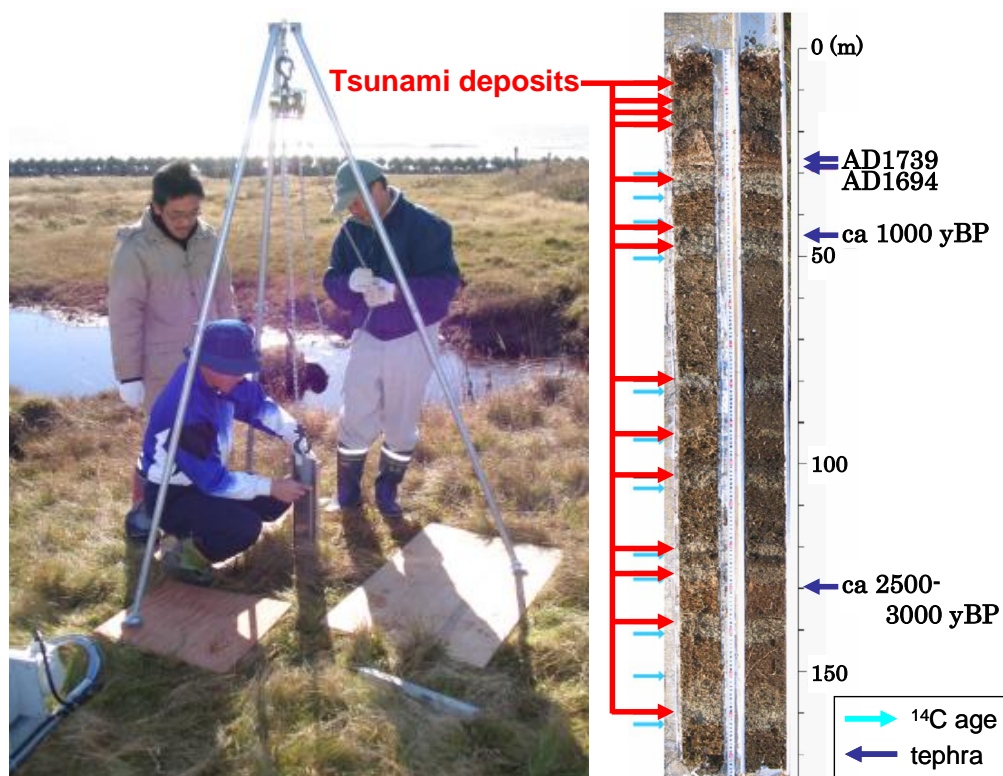 Tsunami deposits
0 (m)
AD1739
AD1694
ca 1000 yBP
50
100
ca 2500-
3000 yBP
150
¹⁴C age
tephra